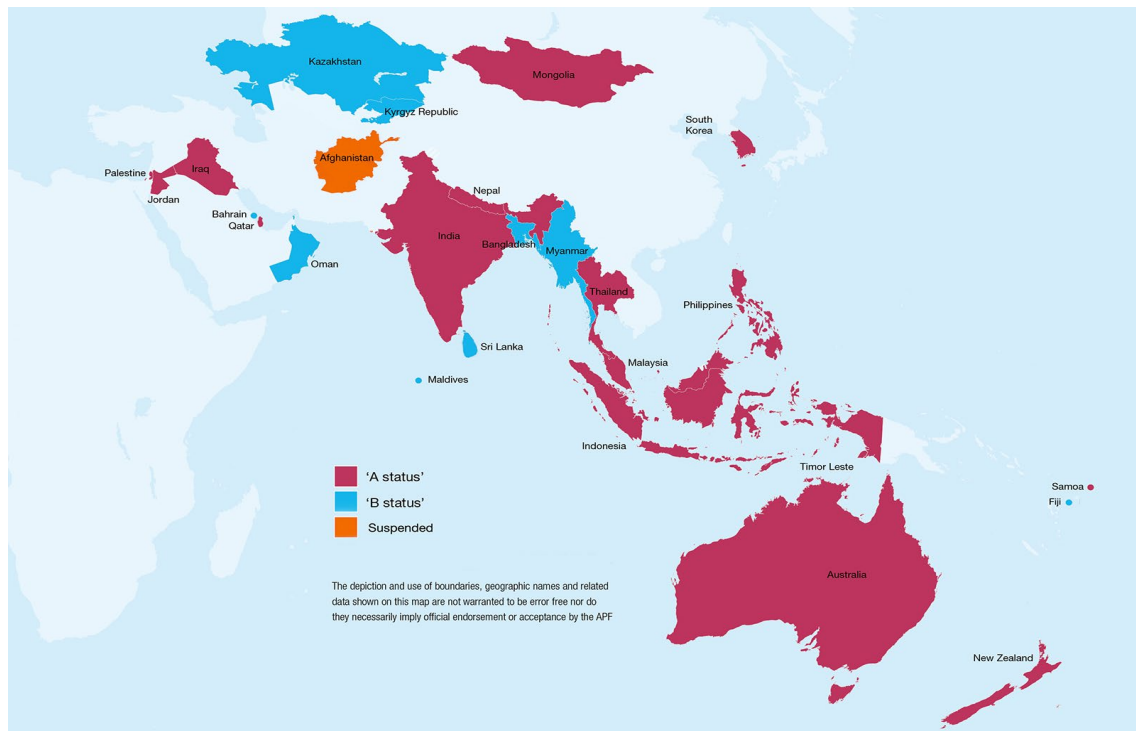 Kazakhstan
Mongolia
Kyrgyz Republic
South
Korea
Afghanistan
Palestine
Iraq
Jordan
Nepal
Bahrain
Qatar
India
Bangladesh
Myanmar
Oman
Thailand
Philippines
Sri Lanka
Malaysia
Maldives
Indonesia
Timor Leste
‘A status’
‘B status’
Suspended
Samoa
Fiji
Australia
The depiction and use of boundaries, geographic names and related
data shown on this map are not warranted to be error free nor do
they necessarily imply official endorsement or acceptance by the APF
New Zealand